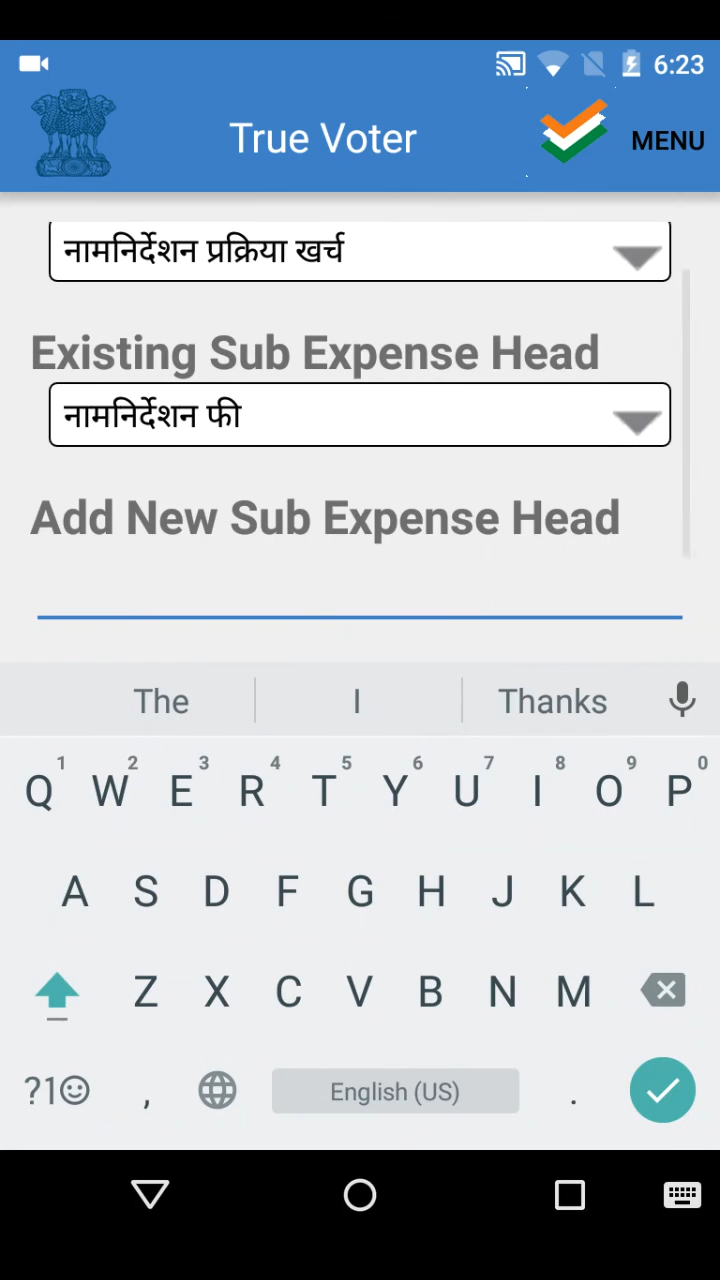 6:23
True Voter
MENU
नामनिर्देशन प्रक्रिया खर्च
Existing Sub Expense Head
नामनिर्देशन फी
Add New Sub Expense Head
The I Thanks
1 2 3 4 5 6 7 8 9 0
Q W E R T Y U I O P
A S D F G H J K L
Z X C V B N M
?1☺ , English (US) .